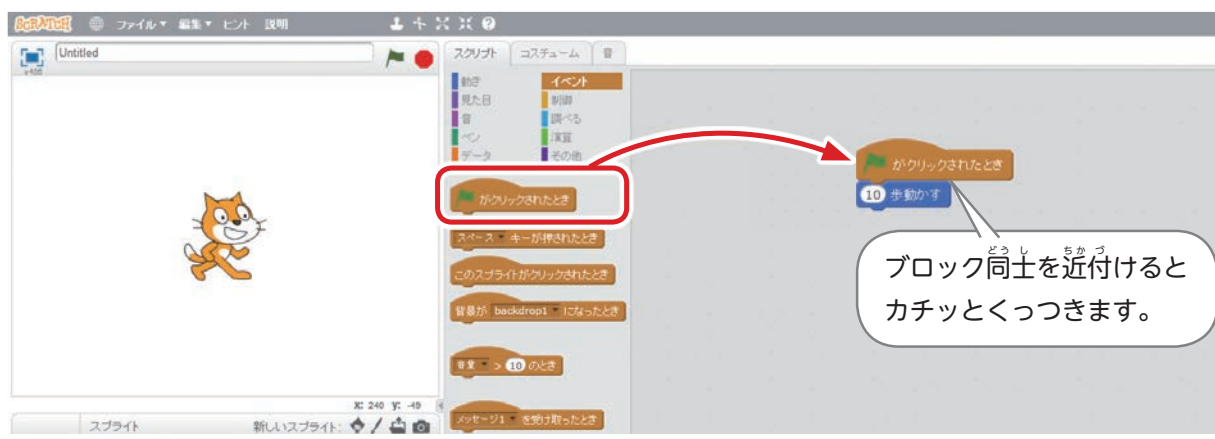 SCRATCH ファイル 編集 ヒント 説明
Untitled
v456
スクリプト コスチューム 音
動き イベント
見た目 制御
音 調べる
ペン 演算
データ その他
がクリックされたとき
スペース キーが押されたとき
このスプライトがクリックされたとき
背景が backdrop1 になったとき
音量 > 10 のとき
メッセージ1 を受け取ったとき
がクリックされたとき
10 歩動かす
ブロック同士を近付けると
どうし ちかづ
カチッとくっつきます。
X: 240 y: -49
スプライト 新しいスプライト: